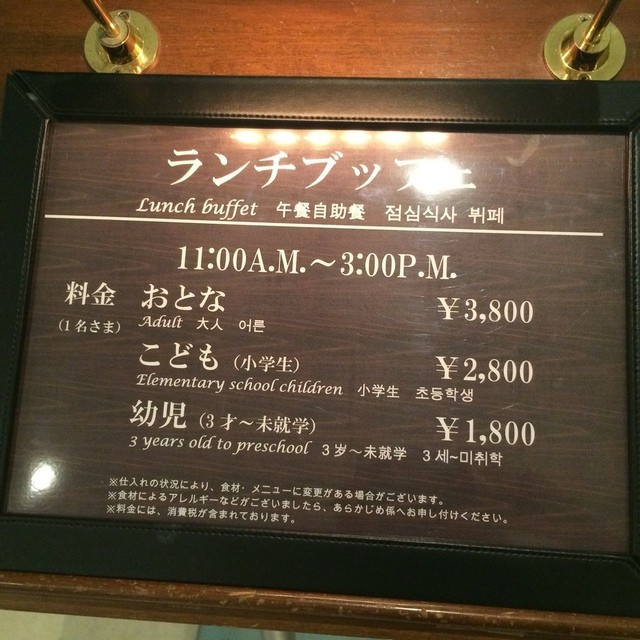 ランチブッフェ
Lunch buffet 午餐自助餐 점심식사 뷔페
11:00A.M.～3:00P.M.
料金 おとな ¥3,800
(1名さま) Adult 大人 어른
こども (小学生) ¥2,800
Elementary school children 小学生 초등학생
幼児 (3才～未就学) ¥1,800
3 years old to preschool 3岁～未就学 3세~미취학
※仕入れの状況により、食材・メニューに変更がある場合がございます。
※食材によるアレルギーなどがございましたら、あらかじめ係へお申し付けください。
※料金には、消費税が含まれております。